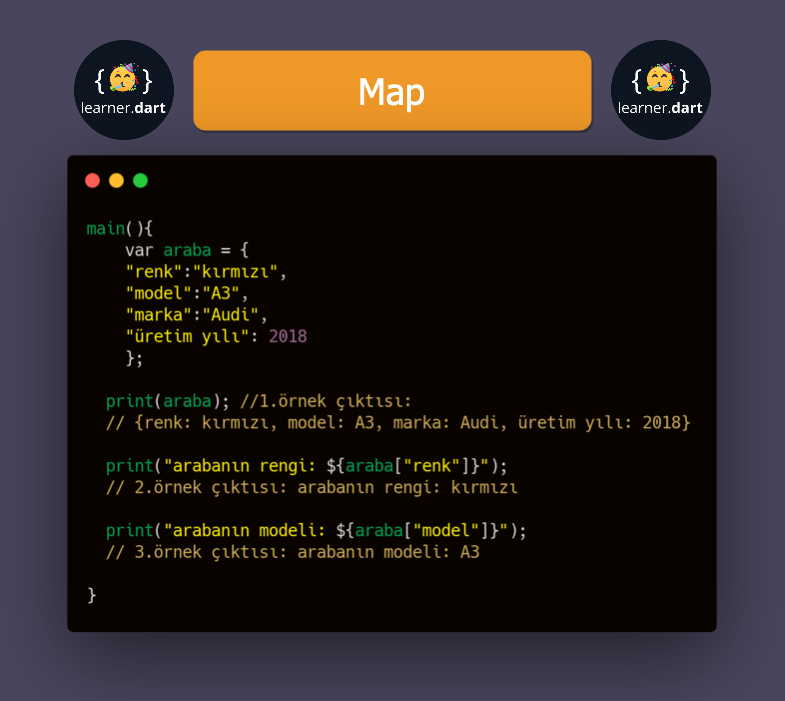 {🥳}
learner.dart
Map
{🥳}
learner.dart
main(){
var araba = {
"renk":"kırmızı",
"model":"A3",
"marka":"Audi",
"üretim yılı": 2018
};
print(araba); //1.örnek çıktısı:
// {renk: kırmızı, model: A3, marka: Audi, üretim yılı: 2018}
print("arabanın rengi: ${araba["renk"]}");
// 2.örnek çıktısı: arabanın rengi: kırmızı
print("arabanın modeli: ${araba["model"]}");
// 3.örnek çıktısı: arabanın modeli: A3
}